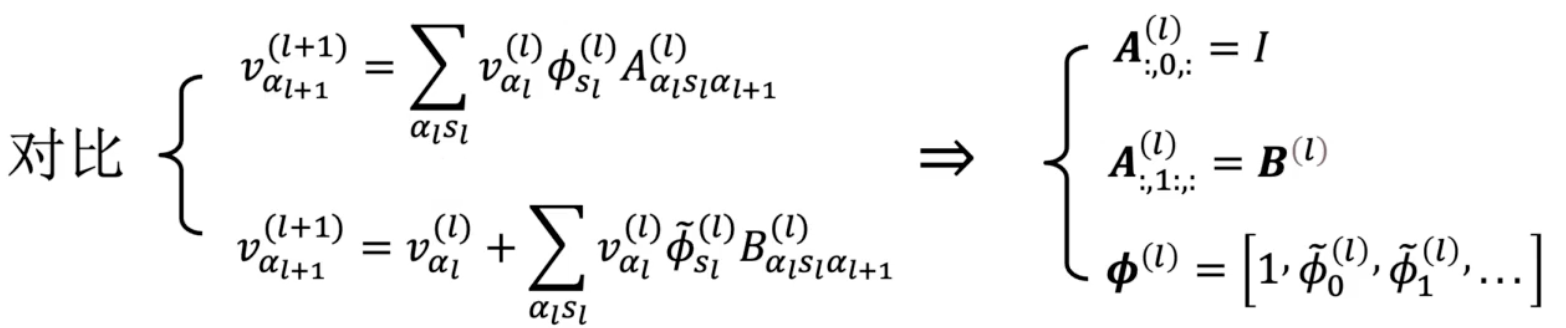 对比
v_{α_{l+1}}^{(l+1)} = ∑_{α_l s_l} v_{α_l}^{(l)} ϕ_{s_l}^{(l)} A_{α_l s_l α_{l+1}}^{(l)}
v_{α_{l+1}}^{(l+1)} = v_{α_l}^{(l)} + ∑_{α_l s_l} v_{α_l}^{(l)} ϕ̃_{s_l}^{(l)} B_{α_l s_l α_{l+1}}^{(l)}
⇒
A_{:,0,:}^{(l)} = I
A_{:,1:,:}^{(l)} = B^{(l)}
ϕ^{(l)} = [1, ϕ̃_0^{(l)}, ϕ̃_1^{(l)}, ...]